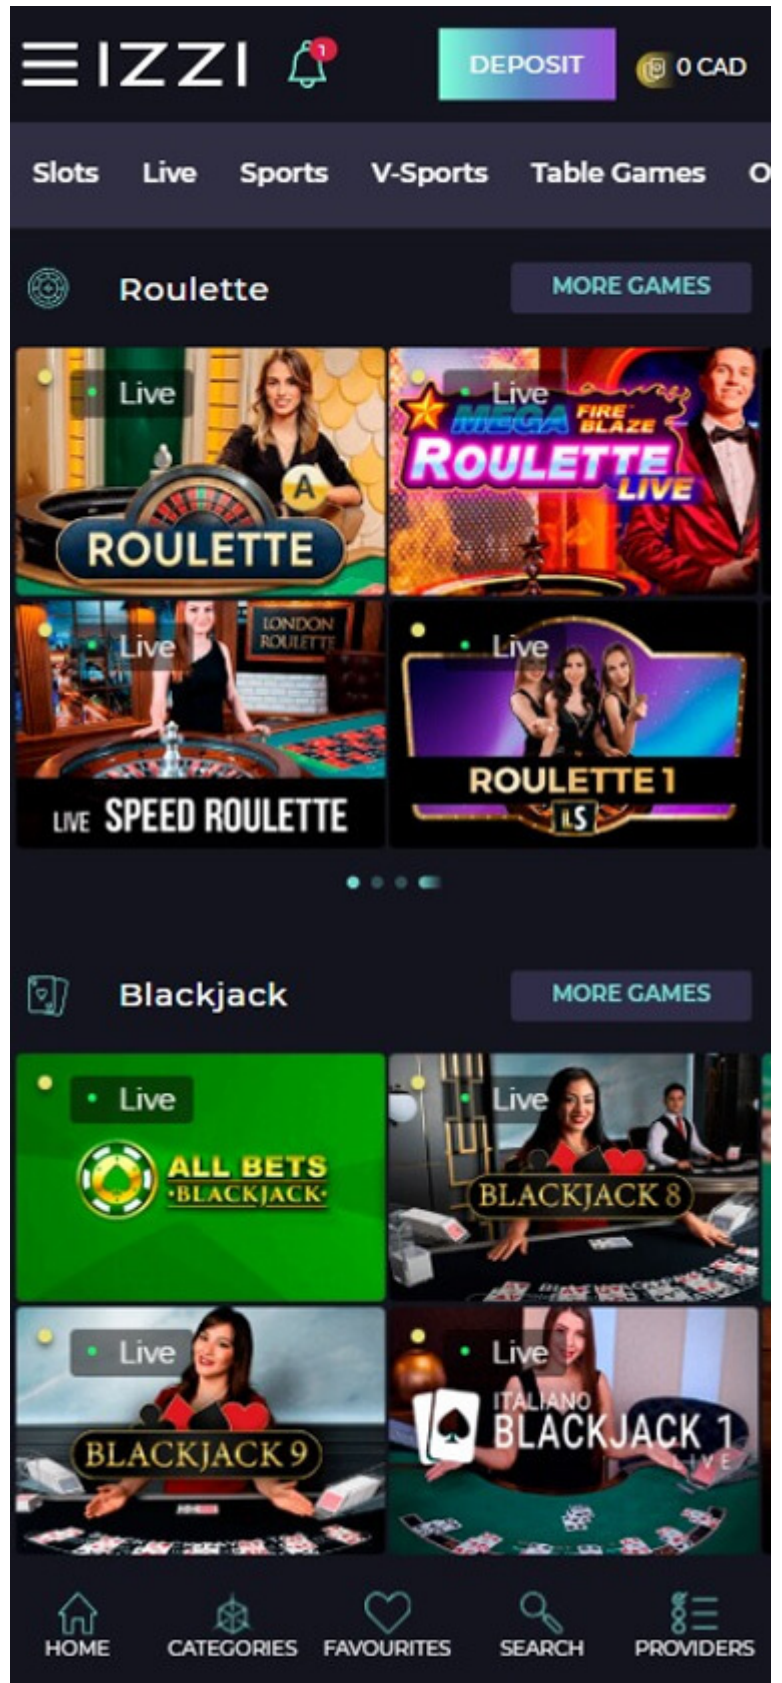 IZZI
1
DEPOSIT
0 CAD
Slots Live Sports V-Sports Table Games O
Roulette
MORE GAMES
Live
A
ROULETTE
Live
MEGA FIRE BLAZE
ROULETTE
LIVE
Live
LONDON
ROULETTE
LIVE SPEED ROULETTE
Live
ROULETTE 1
Blackjack
MORE GAMES
Live
ALL BETS
·BLACKJACK·
Live
BLACKJACK 8
Live
BLACKJACK 9
Live
ITALIANO
BLACKJACK 1
LIVE
HOME CATEGORIES FAVOURITES SEARCH PROVIDERS